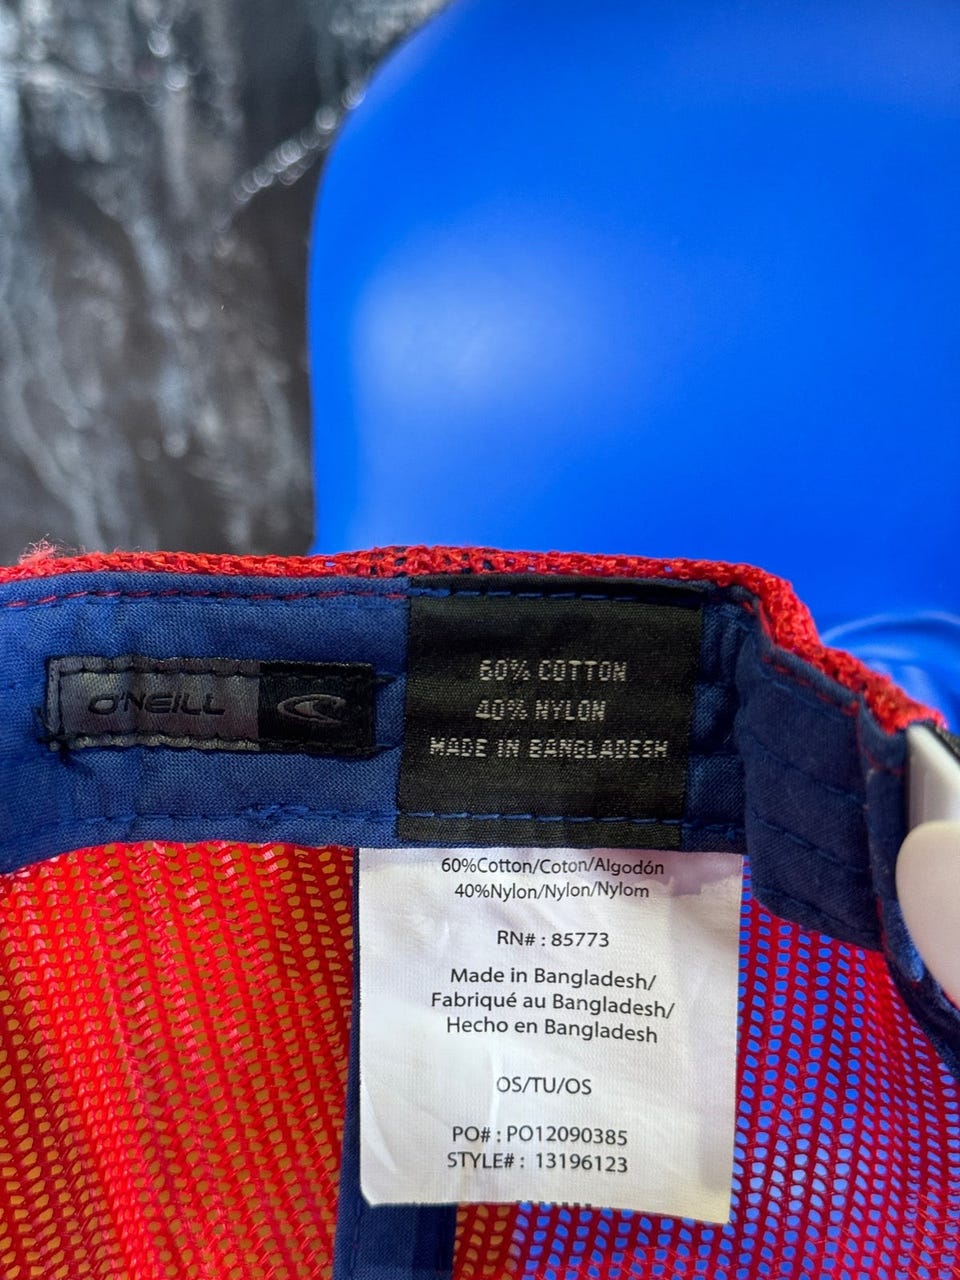 O'NEILL
60% COTTON
40% NYLON
MADE IN BANGLADESH
60%Cotton/Coton/Algodón
40%Nylon/Nylon/Nylom
RN# : 85773
Made in Bangladesh/
Fabriqué au Bangladesh/
Hecho en Bangladesh
OS/TU/OS
PO# : PO12090385
STYLE# : 13196123